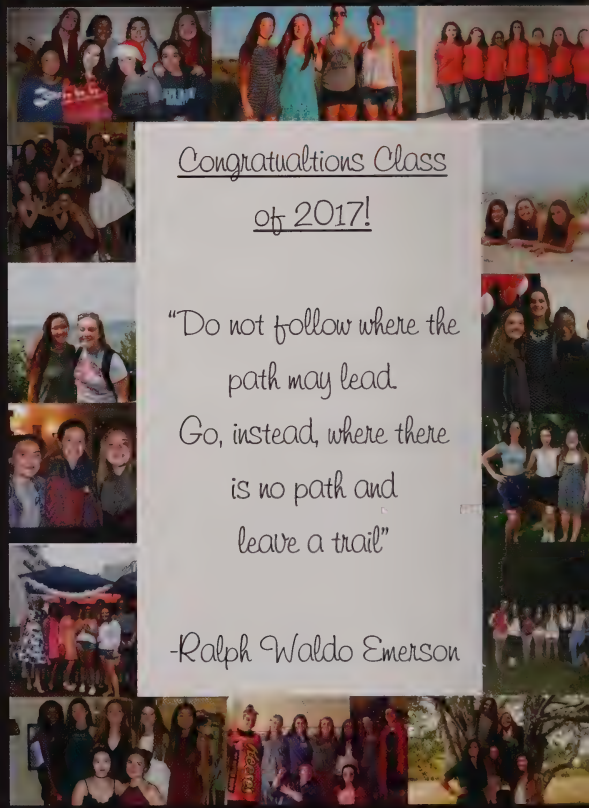 Congratualtions Class
of 2017!
“Do not follow where the
path may lead.
Go, instead, where there
is no path and
leave a trail”
-Ralph Waldo Emerson